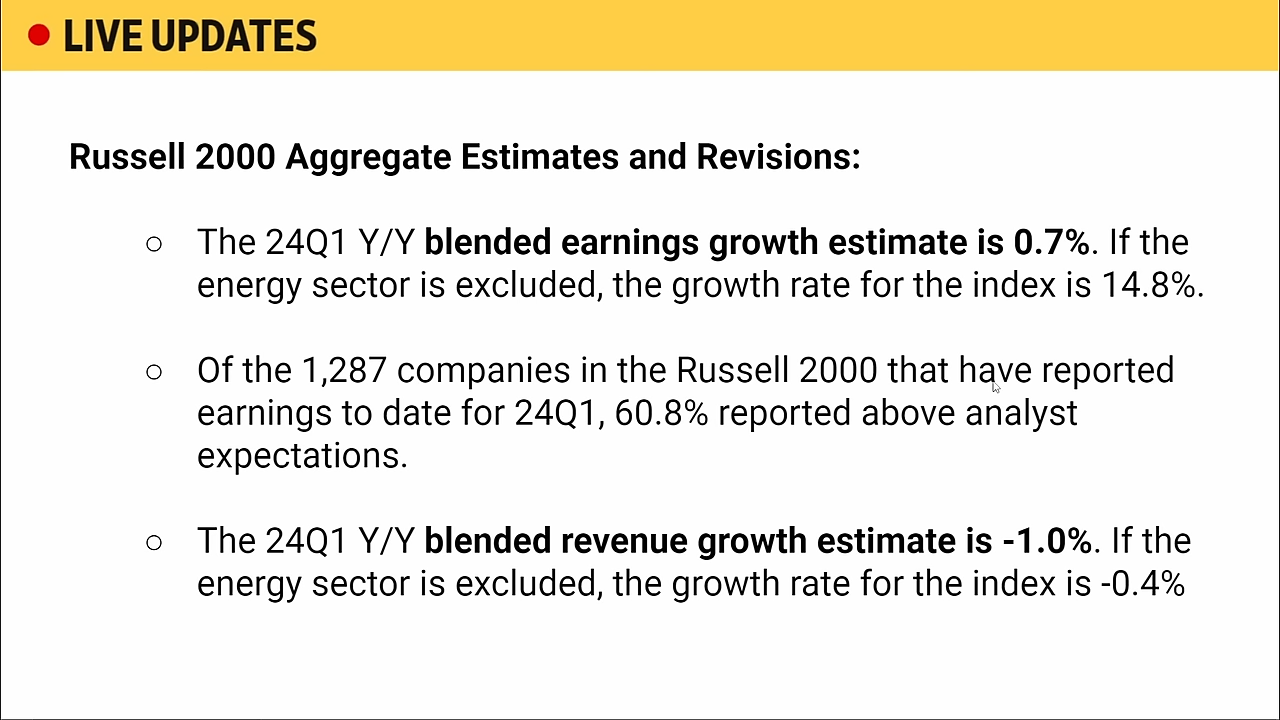 LIVE UPDATES
Russell 2000 Aggregate Estimates and Revisions:
○ The 24Q1 Y/Y blended earnings growth estimate is 0.7%. If the
energy sector is excluded, the growth rate for the index is 14.8%.
○ Of the 1,287 companies in the Russell 2000 that have reported
earnings to date for 24Q1, 60.8% reported above analyst
expectations.
○ The 24Q1 Y/Y blended revenue growth estimate is -1.0%. If the
energy sector is excluded, the growth rate for the index is -0.4%